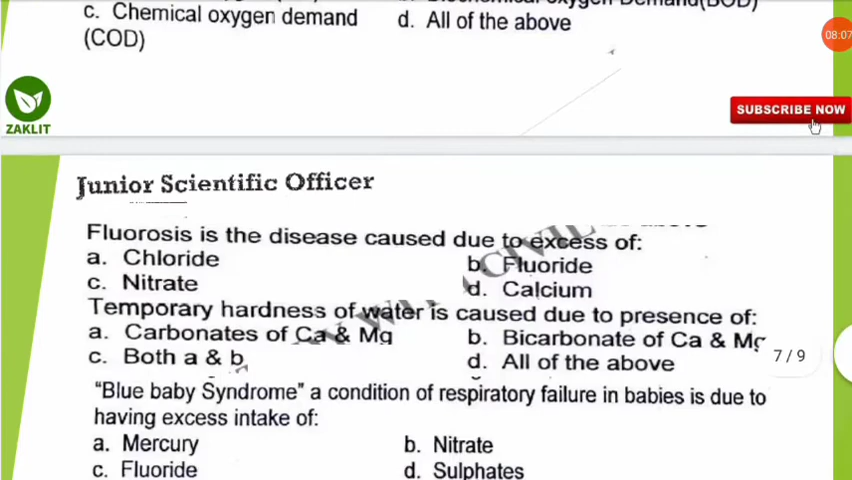 c. Chemical oxygen demand d. All of the above
(COD)
08:07
SUBSCRIBE NOW
ZAKLIT
Junior Scientific Officer
Fluorosis is the disease caused due to excess of:
a. Chloride b. Fluoride
c. Nitrate d. Calcium
Temporary hardness of water is caused due to presence of:
a. Carbonates of Ca & Mg b. Bicarbonate of Ca & Mg
c. Both a & b d. All of the above
7 / 9
"Blue baby Syndrome" a condition of respiratory failure in babies is due to
having excess intake of:
a. Mercury b. Nitrate
c. Fluoride d. Sulphates